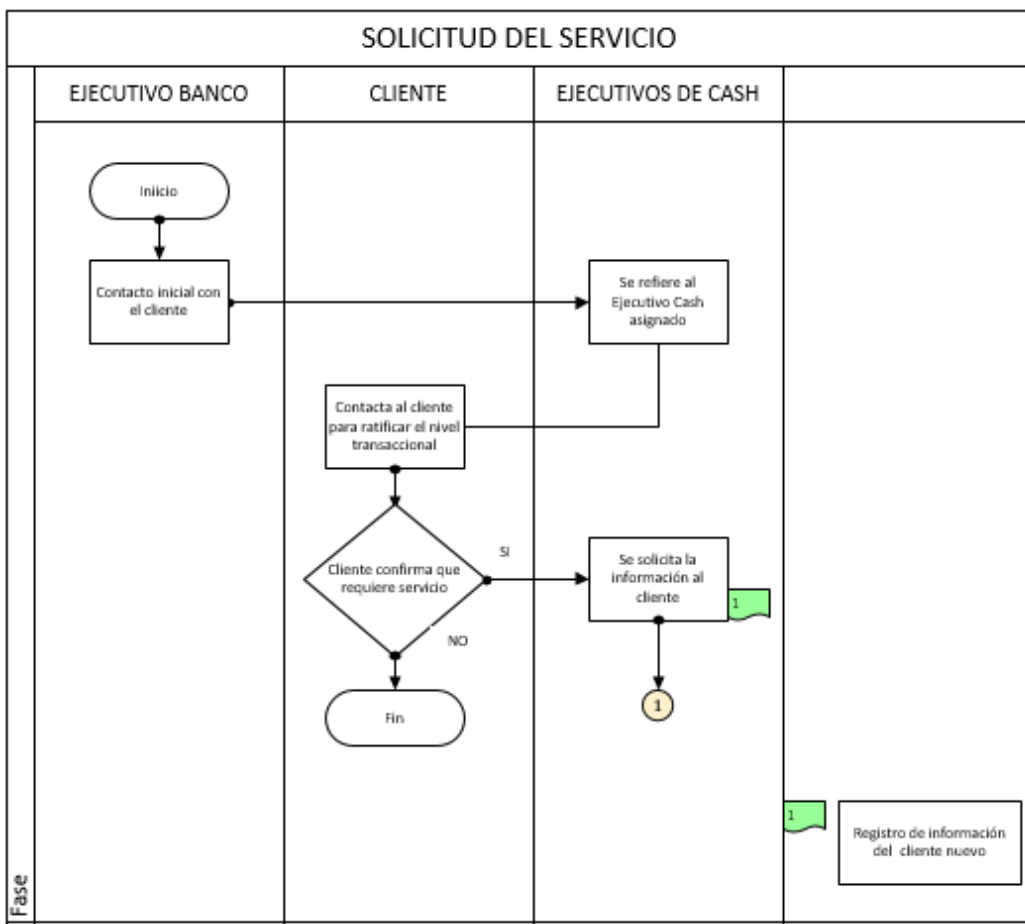 SOLICITUD DEL SERVICIO
EJECUTIVO BANCO
CLIENTE
EJECUTIVOS DE CASH
Iniicio
Contacto inicial con
el cliente
Se refiere al
Ejecutivo Cash
asignado
Contacta al cliente
para ratificar el nivel
transaccional
Cliente confirma que
requiere servicio
SI
NO
Se solicita la
información al
cliente
1
Fin
1
1
Registro de información
del cliente nuevo
Fase